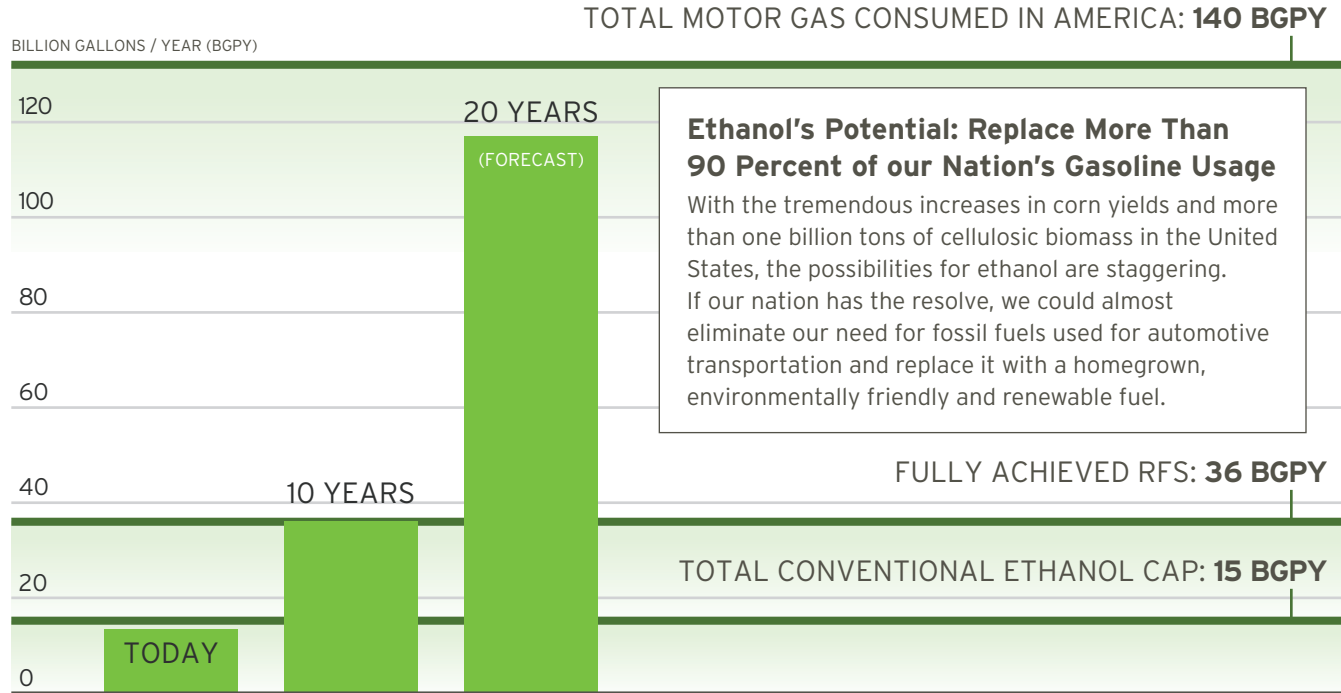 TOTAL MOTOR GAS CONSUMED IN AMERICA: 140 BGPY
BILLION GALLONS / YEAR (BGPY)
120
20 YEARS
(FORECAST)
Ethanol's Potential: Replace More Than
90 Percent of our Nation's Gasoline Usage
With the tremendous increases in corn yields and more
than one billion tons of cellulosic biomass in the United
States, the possibilities for ethanol are staggering.
If our nation has the resolve, we could almost
eliminate our need for fossil fuels used for automotive
transportation and replace it with a homegrown,
environmentally friendly and renewable fuel.
100
80
60
FULLY ACHIEVED RFS: 36 BGPY
40
10 YEARS
TOTAL CONVENTIONAL ETHANOL CAP: 15 BGPY
20
TODAY
0